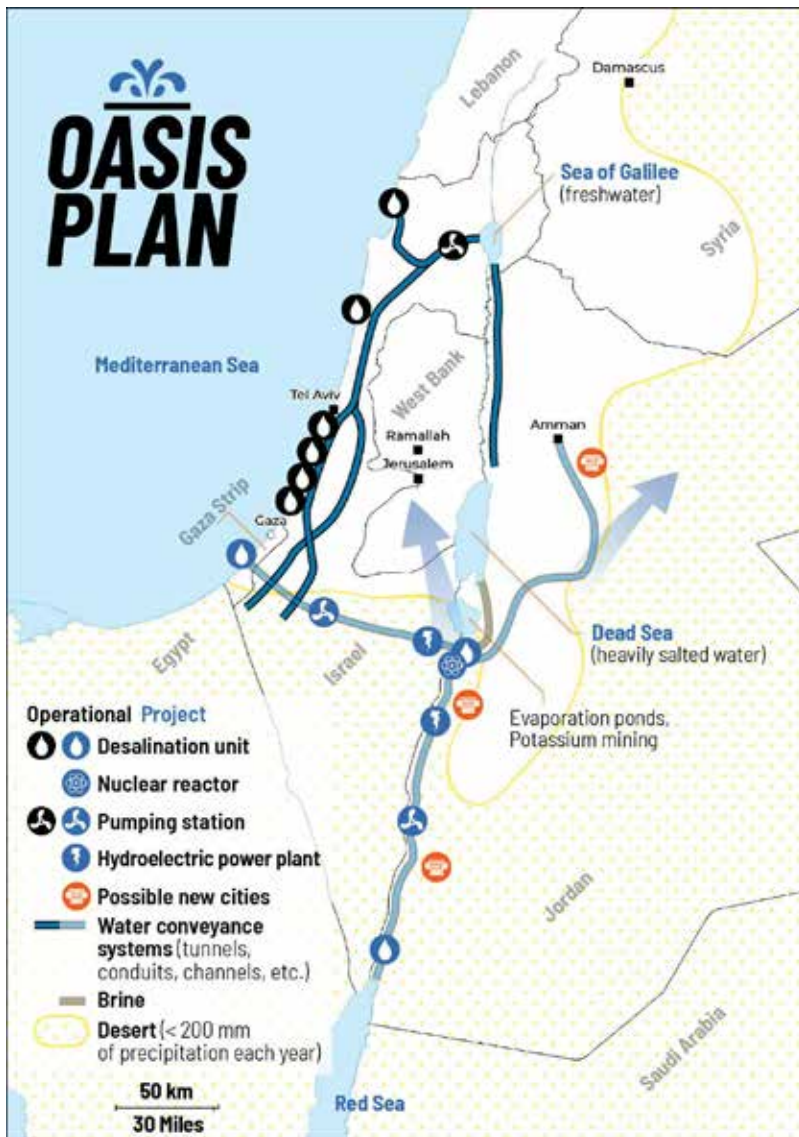 OASIS
PLAN
Lebanon
Damascus
Sea of Galilee
(freshwater)
Syria
Mediterranean Sea
West Bank
Tel Aviv
Ramallah
Jerusalem
Amman
Gaza Strip
Gaza
Egypt
Israel
Dead Sea
(heavily salted water)
Evaporation ponds,
Potassium mining
Operational Project
Desalination unit
Nuclear reactor
Pumping station
Hydroelectric power plant
Possible new cities
Water conveyance
systems (tunnels,
conduits, channels, etc.)
Brine
Desert (< 200 mm
of precipitation each year)
50 km
30 Miles
Jordan
Saudi Arabia
Red Sea